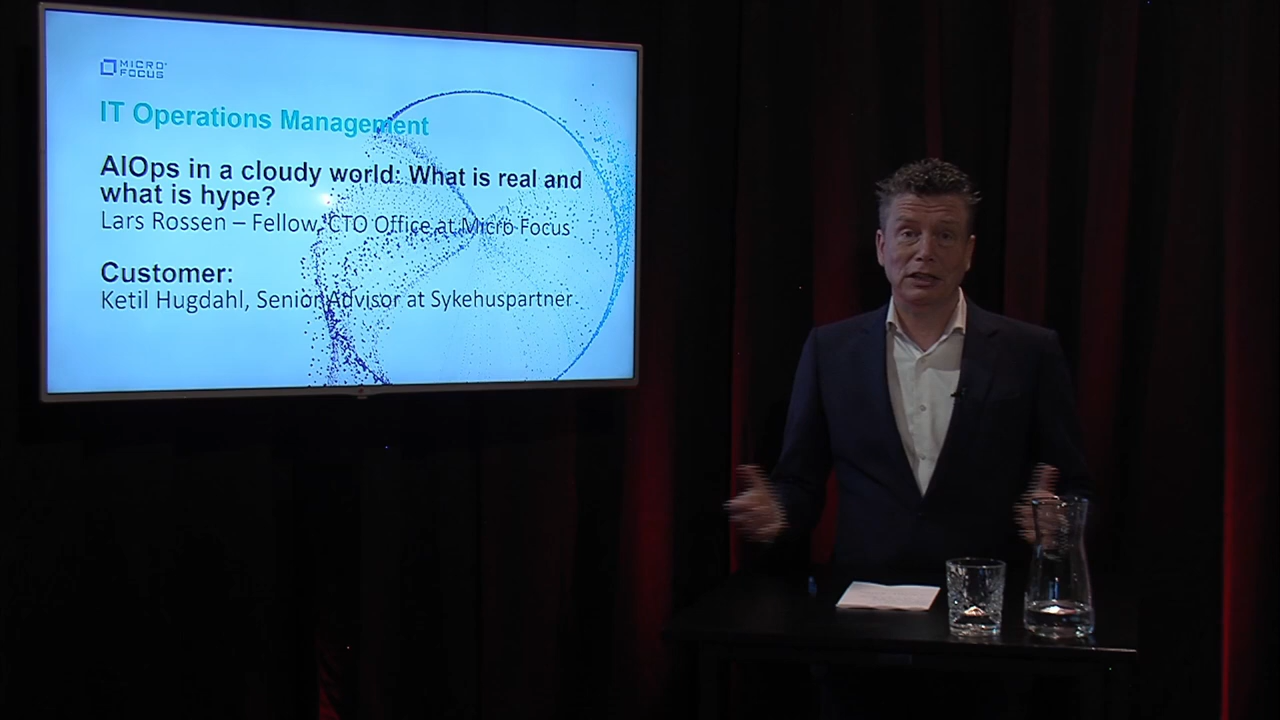 MICRO
FOCUS
IT Operations Management
AIOps in a cloudy world: What is real and
what is hype?
Lars Rossen – Fellow, CTO Office at Micro Focus
Customer:
Ketil Hugdahl, Senior Advisor at Sykehuspartner